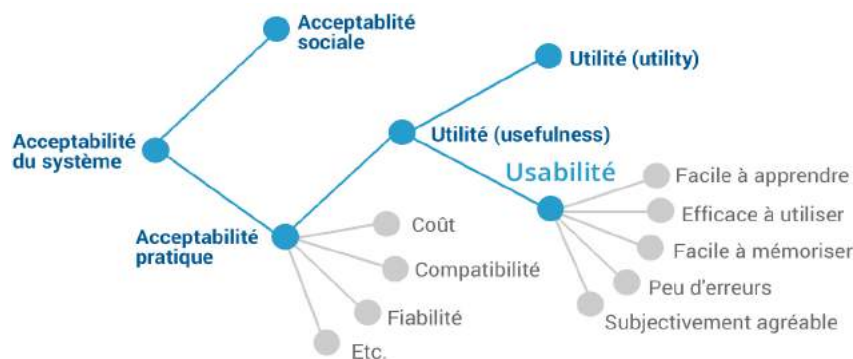 Acceptablité
sociale
Utilité (utility)
Acceptabilité
du système
Utilité (usefulness)
Usabilité
Facile à apprendre
Efficace à utiliser
Facile à mémoriser
Peu d'erreurs
Subjectivement agréable
Acceptabilité
pratique
Coût
Compatibilité
Fiabilité
Etc.